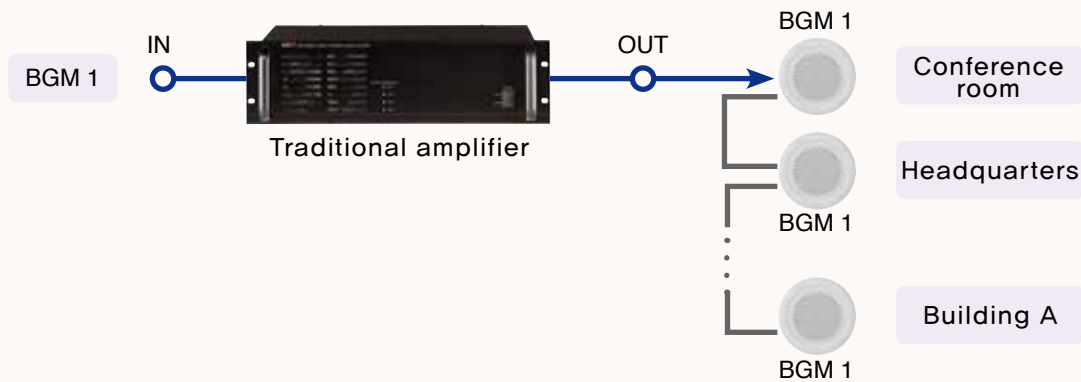 BGM 1
IN
Traditional amplifier
OUT
BGM 1
Conference
room
Headquarters
BGM 1
Building A
BGM 1